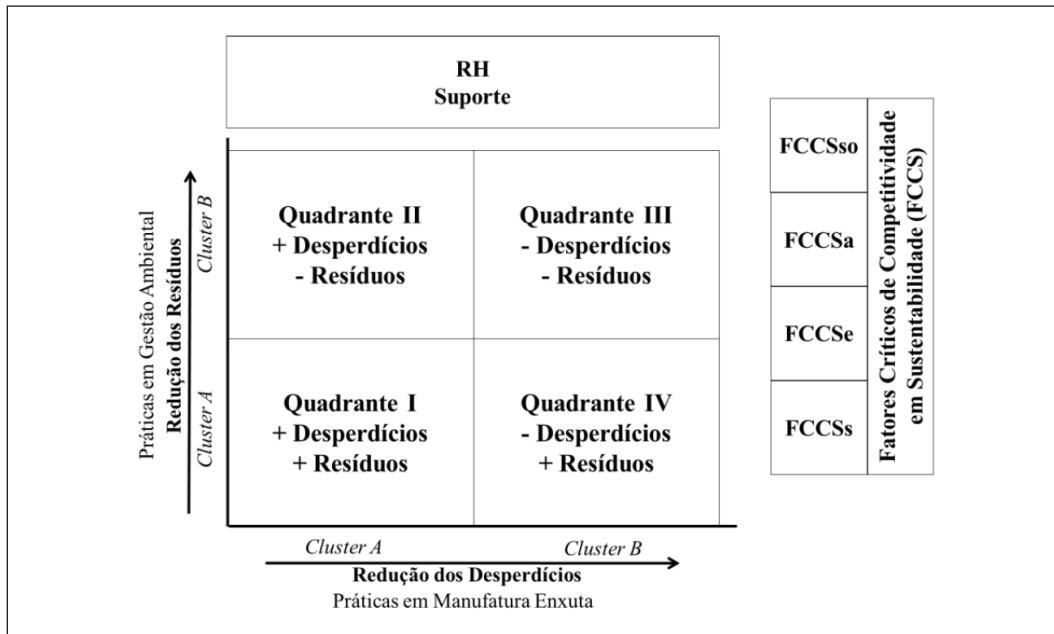 RH
Suporte
Práticas em Gestão Ambiental
Redução dos Resíduos
Cluster B
Cluster A
Quadrante II
+ Desperdícios
- Resíduos
Quadrante III
- Desperdícios
- Resíduos
Quadrante I
+ Desperdícios
+ Resíduos
Quadrante IV
- Desperdícios
+ Resíduos
Cluster A
Cluster B
Redução dos Desperdícios
Práticas em Manufatura Enxuta
FCCSso
FCCSa
FCCSe
FCCSs
Fatores Críticos de Competitividade
em Sustentabilidade (FCCS)